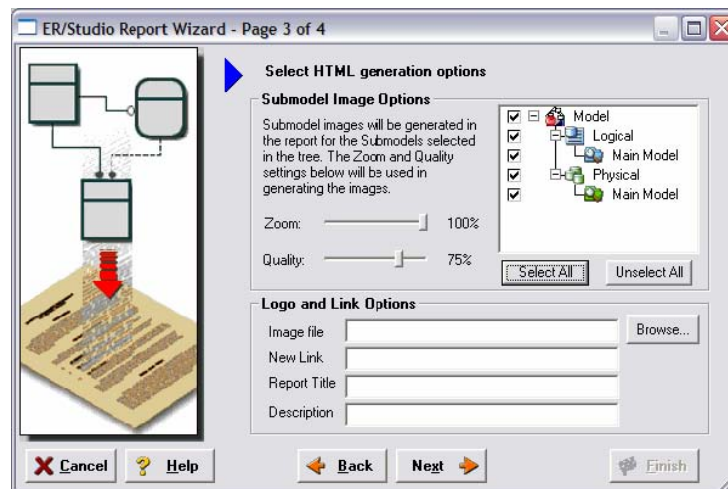 ER/Studio Report Wizard - Page 3 of 4
Select HTML generation options
Submodel Image Options
Submodel images will be generated in
the report for the Submodels selected
in the tree. The Zoom and Quality
settings below will be used in
generating the images.
Zoom: 100%
Quality: 75%
Model
Logical
Main Model
Physical
Main Model
Select All
Unselect All
Logo and Link Options
Image file
Browse...
New Link
Report Title
Description
Cancel
Help
Back
Next
Finish